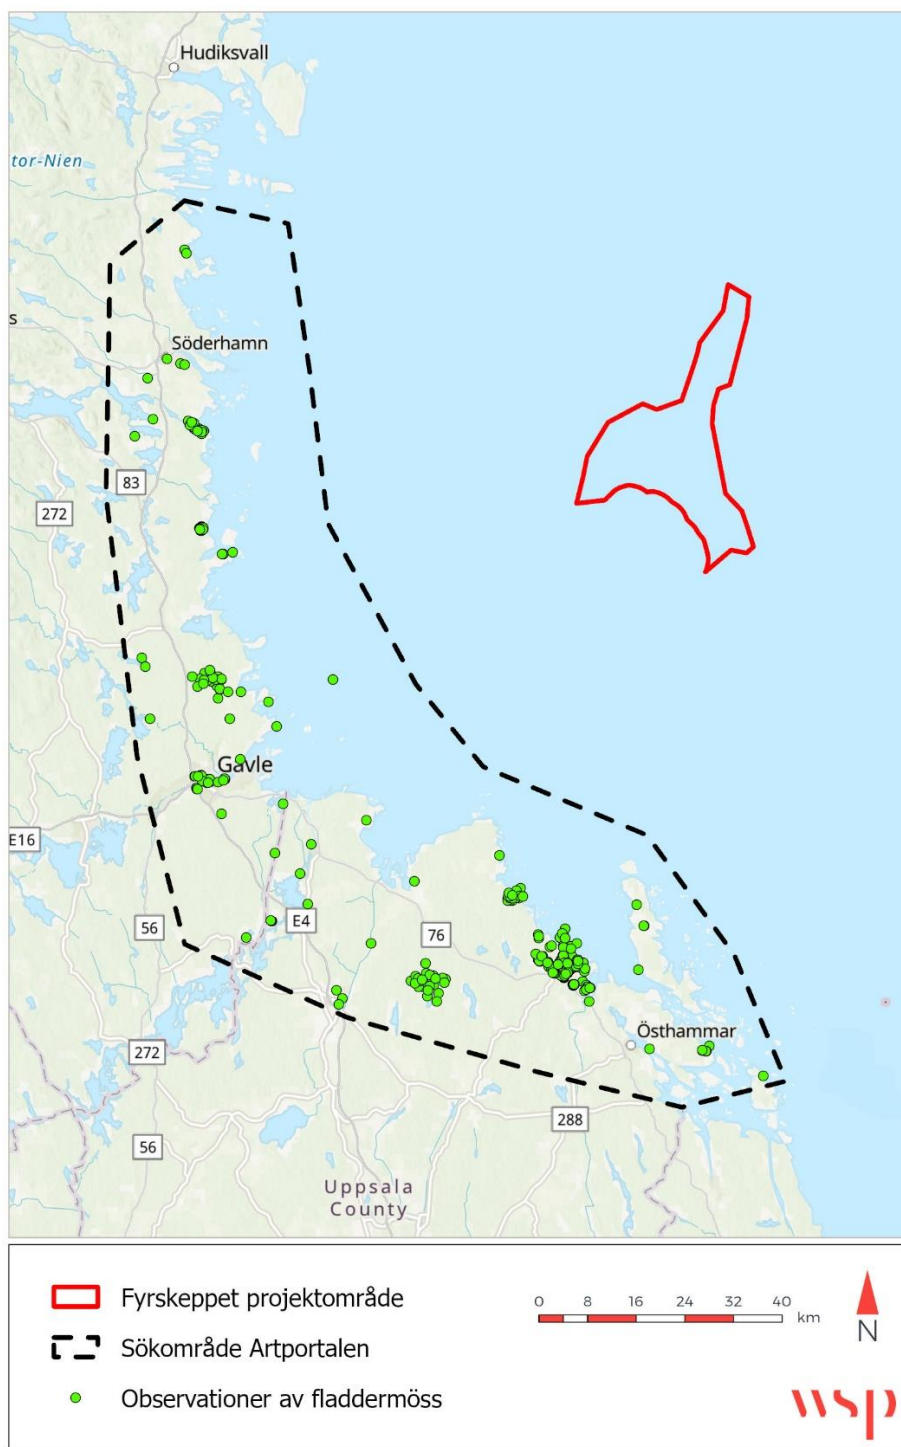 Hudiksvall
tor-Nien
s
Söderhamn
83
272
Gävle
E16
56
E4
76
Östhammar
272
288
56
Uppsala
County
Fyrskeppet projektområde
0 8 16 24 32 40
km
N
Sökområde Artportalen
Observationer av fladdermöss
wsp